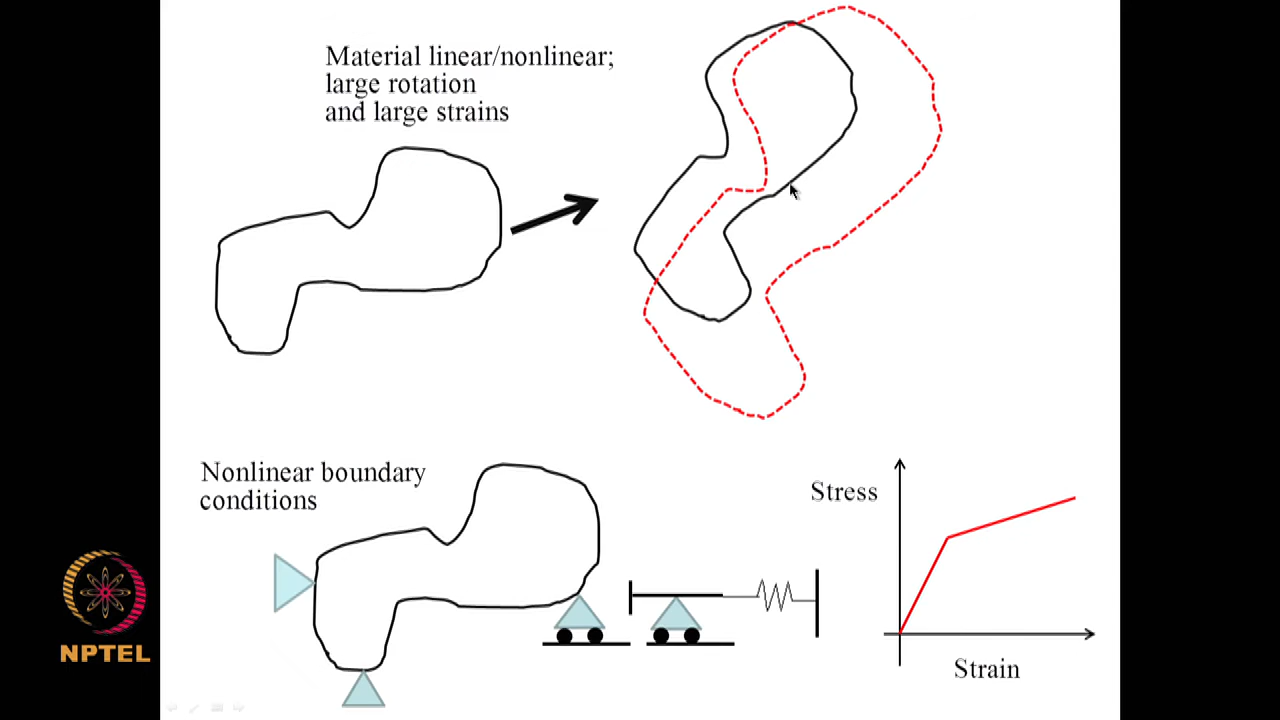 Material linear/nonlinear;
large rotation
and large strains
Nonlinear boundary
conditions
Stress
Strain
NPTEL